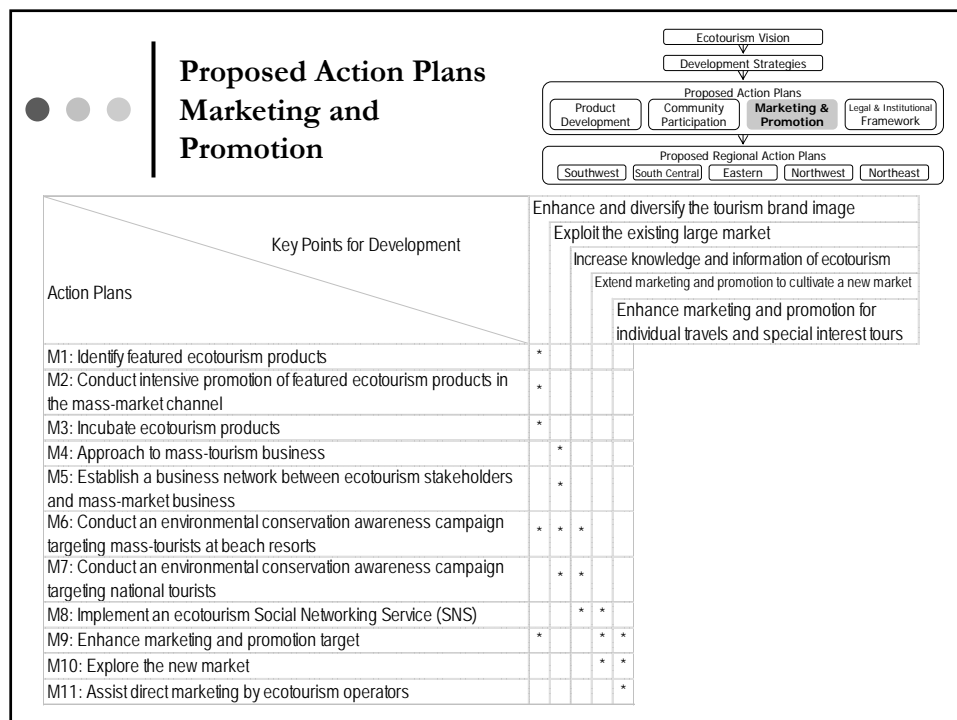 Proposed Action Plans
Marketing and
Promotion
Ecotourism Vision
Development Strategies
Proposed Action Plans
Product
Development
Community
Participation
Marketing &
Promotion
Legal & Institutional
Framework
Proposed Regional Action Plans
Southwest
South Central
Eastern
Northwest
Northeast
Key Points for Development
Action Plans
Enhance and diversify the tourism brand image
Exploit the existing large market
Increase knowledge and information of ecotourism
Extend marketing and promotion to cultivate a new market
Enhance marketing and promotion for
individual travels and special interest tours
M1: Identify featured ecotourism products *
M2: Conduct intensive promotion of featured ecotourism products in
the mass-market channel *
M3: Incubate ecotourism products *
M4: Approach to mass-tourism business *
M5: Establish a business network between ecotourism stakeholders
and mass-market business *
M6: Conduct an environmental conservation awareness campaign
targeting mass-tourists at beach resorts * * *
M7: Conduct an environmental conservation awareness campaign
targeting national tourists * *
M8: Implement an ecotourism Social Networking Service (SNS) * *
M9: Enhance marketing and promotion target * * *
M10: Explore the new market * *
M11: Assist direct marketing by ecotourism operators *